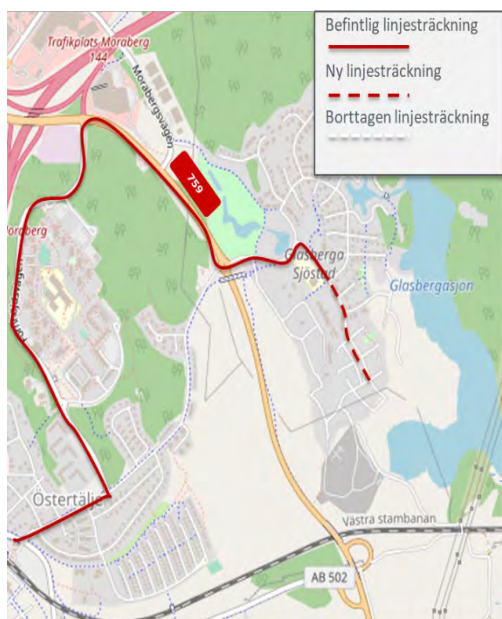 Befintlig linjesträckning
Ny linjesträckning
Borttagen linjesträckning
Trafikplats Moraberg
144
Morabergsvägen
759
Moraberg
Glasberga
Sjöstad
Glasbergasjön
Östertälje
Västra stambanan
AB 502